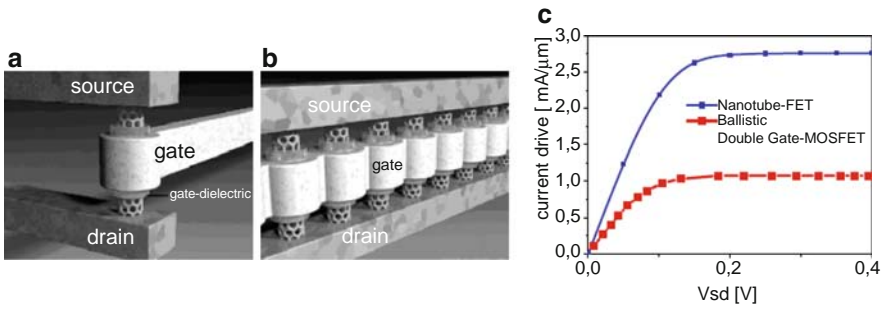 a
source
gate
gate-dielectric
drain
b
source
gate
drain
c
current drive [mA/µm]
3,0
2,5
2,0
1,5
1,0
0,5
0,0
Nanotube-FET
Ballistic
Double Gate-MOSFET
0,0
0,2
0,4
Vsd [V]